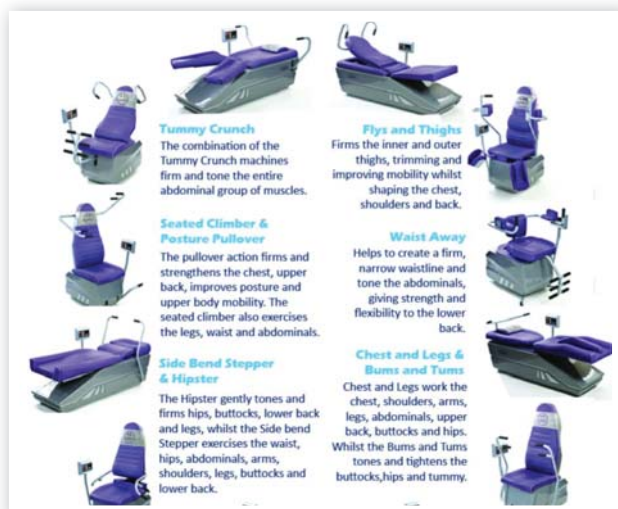 Tummy Crunch
The combination of the
Tummy Crunch machines
firm and tone the entire
abdominal group of muscles.
Seated Climber &
Posture Pullover
The pullover action firms and
strengthens the chest, upper
back, improves posture and
upper body mobility. The
seated climber also exercises
the legs, waist and abdominals.
Side Bend Stepper
& Hipster
The Hipster gently tones and
firms hips, buttocks, lower back
and legs, whilst the Side bend
Stepper exercises the waist,
hips, abdominals, arms,
shoulders, legs, buttocks and
lower back.
Flys and Thighs
Firms the inner and outer
thighs, trimming and
improving mobility whilst
shaping the chest,
shoulders and back.
Waist Away
Helps to create a firm,
narrow waistline and
tone the abdominals,
giving strength and
flexibility to the lower
back.
Chest and Legs &
Bums and Tums
Chest and Legs work the
chest, shoulders, arms,
legs, abdominals, upper
back, buttocks and hips.
Whilst the Bums and Tums
tones and tightens the
buttocks,hips and tummy.